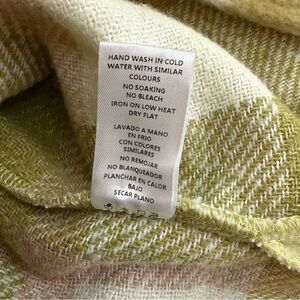 HAND WASH IN COLD
WATER WITH SIMILAR
COLOURS
NO SOAKING
NO BLEACH
IRON ON LOW HEAT
DRY FLAT
LAVADO A MANO
EN FRIO
CON COLORES
SIMILARES
NO REMOJAR
NO BLANQUEADOR
PLANCHAR EN CALOR
BAJO
SECAR PLANO